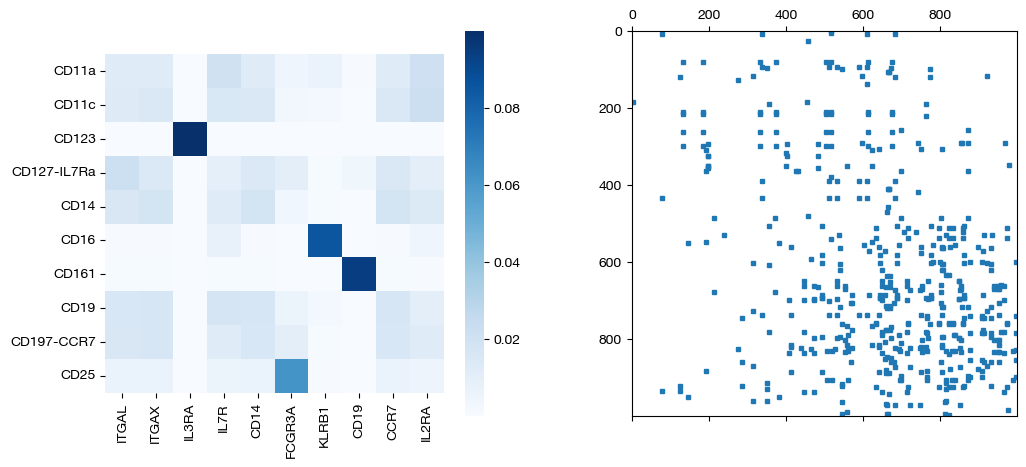 CD11a
CD11c
CD123
CD127-IL7Ra
CD14
CD16
CD161
CD19
CD197-CCR7
CD25
ITGAL
ITGAX
IL3RA
IL7R
CD14
FCGR3A
KLRB1
CD19
CCR7
IL2RA
0.08
0.06
0.04
0.02
0 200 400 600 800
0
200
400
600
800